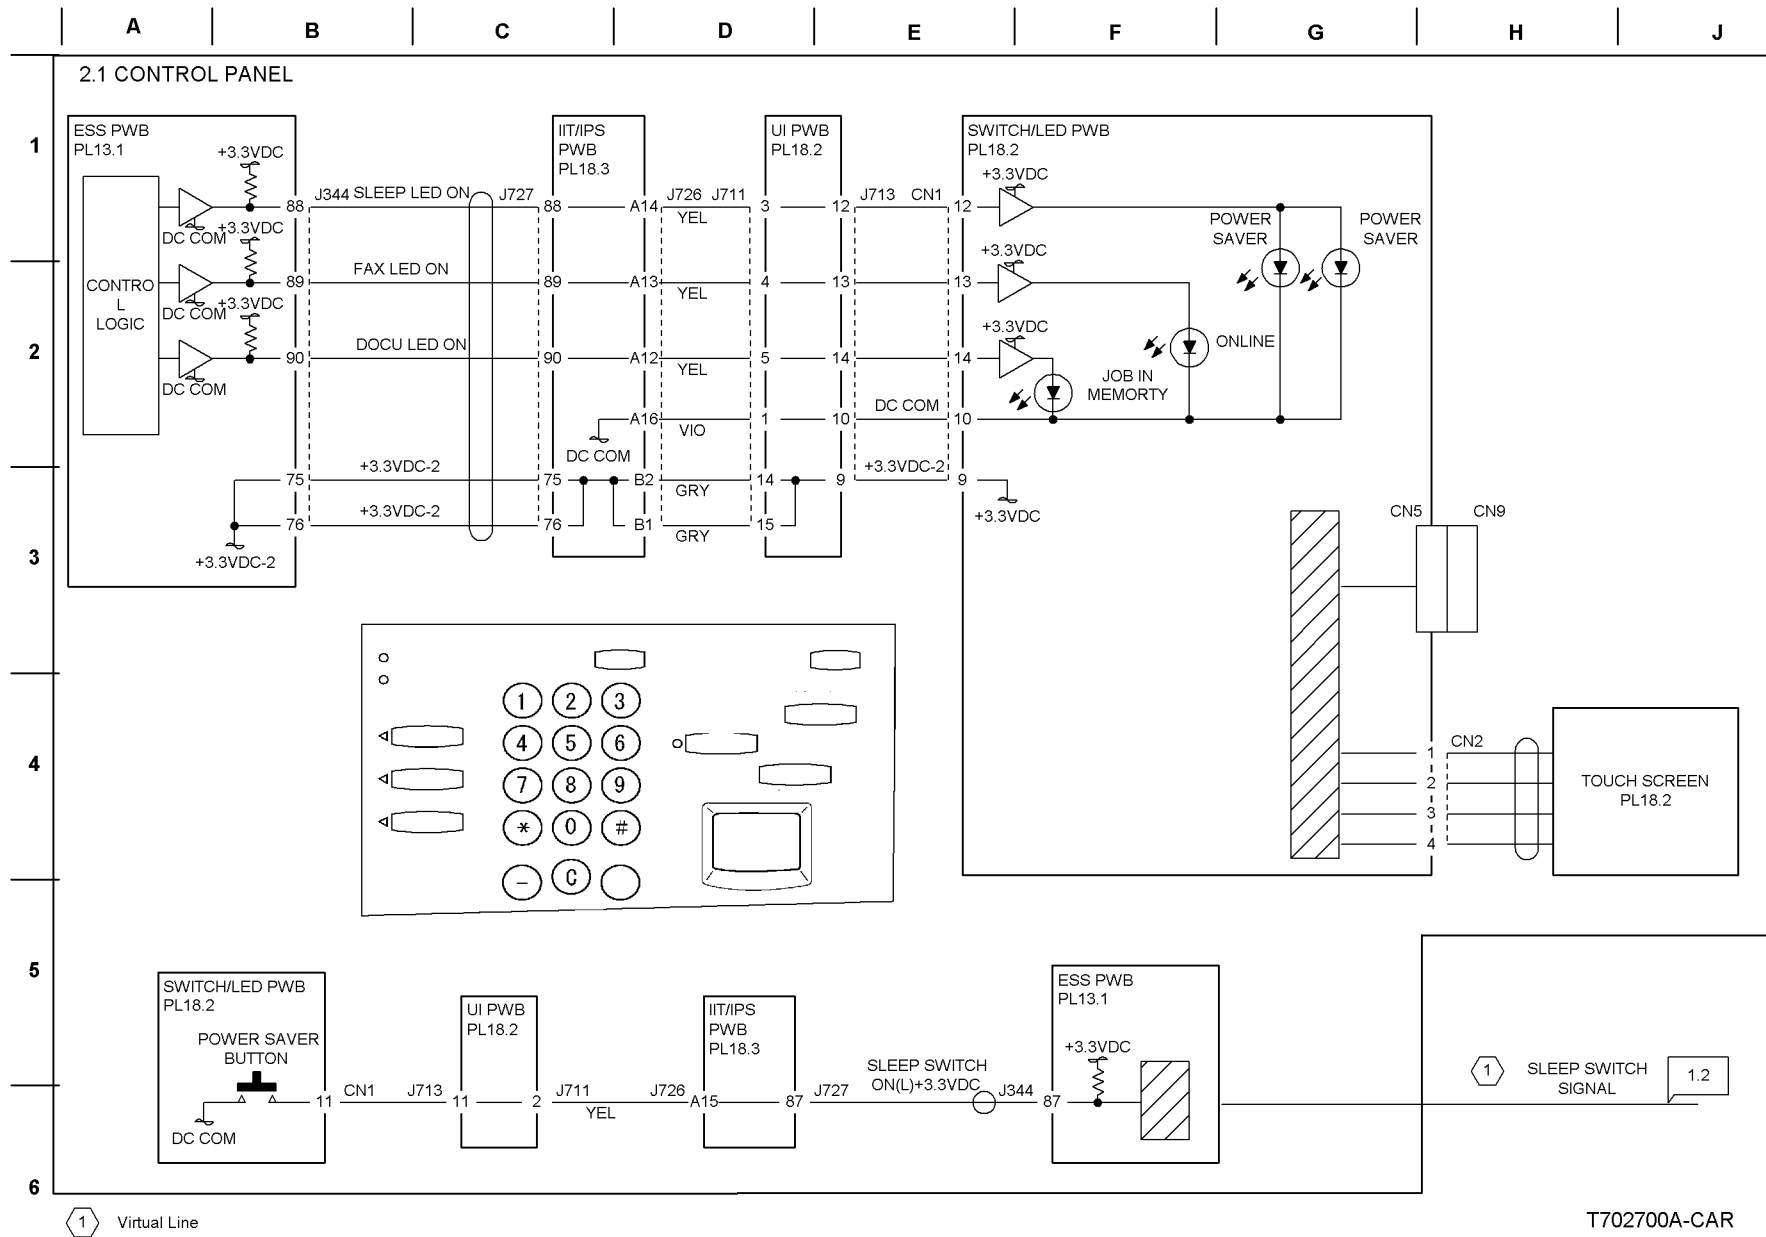 A B C D E F G H J
2.1 CONTROL PANEL
1
ESS PWB
PL13.1
IIT/IPS
PWB
PL18.3
UI PWB
PL18.2
SWITCH/LED PWB
PL18.2
+3.3VDC
+3.3VDC
88 J344 SLEEP LED ON J727 88 A14 J726 J711 3 12 J713 CN1 12
YEL
DC COM +3.3VDC
POWER
SAVER
POWER
SAVER
+3.3VDC
CONTRO
L
LOGIC
89 FAX LED ON 89 A13 4 13 13
YEL
DC COM +3.3VDC
+3.3VDC
2
90 DOCU LED ON 90 A12 5 14 14
YEL
DC COM
ONLINE
JOB IN
MEMORTY
A16 1 10 DC COM 10
VIO
DC COM
75 +3.3VDC-2 75 B2 14 9 +3.3VDC-2 9
GRY
+3.3VDC
76 +3.3VDC-2 76 B1 15
GRY
+3.3VDC-2
3
CN5 CN9
1 2 3
4 5 6
7 8 9
* 0 #
– C
4
1 CN2
2
3
4
TOUCH SCREEN
PL18.2
5
SWITCH/LED PWB
PL18.2
POWER SAVER
BUTTON
UI PWB
PL18.2
IIT/IPS
PWB
PL18.3
ESS PWB
PL13.1
+3.3VDC
SLEEP SWITCH
ON(L)+3.3VDC
11 CN1 J713 11 2 J711 J726 A15 87 J727 J344 87
YEL
DC COM
1 SLEEP SWITCH
SIGNAL
1.2
6
1 Virtual Line
T702700A-CAR